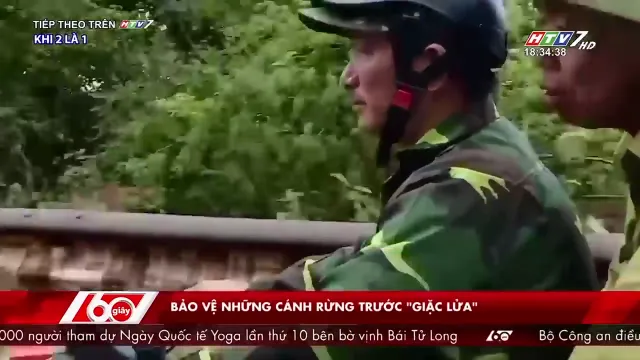 TIẾP THEO TRÊN HTV7
KHI 2 LÀ 1
HTV7 HD
18:34:38
60 giây
BẢO VỆ NHỮNG CÁNH RỪNG TRƯỚC "GIẶC LỬA"
000 người tham dự Ngày Quốc tế Yoga lần thứ 10 bên bờ vịnh Bái Tử Long 60 Bộ Công an điều